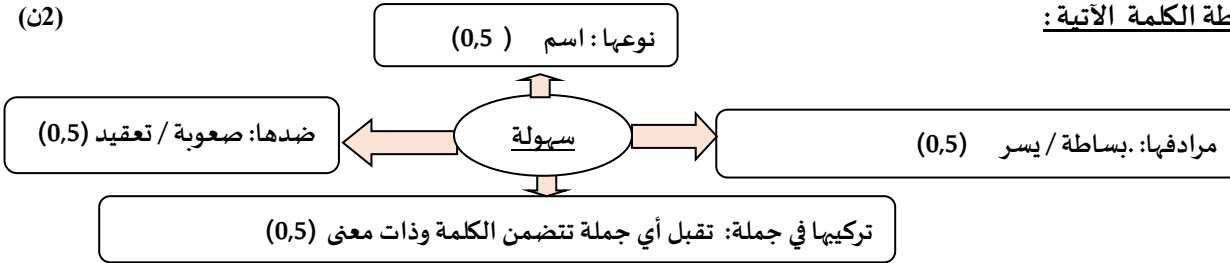 طة الكلمة الآتية :
(2ن)
نوعها : اسم ( 0,5)
مرادفها: .بساطة / يسر (0,5)
سهولة
ضدها: صعوبة / تعقيد (0,5)
تركيبها في جملة: تقبل أي جملة تتضمن الكلمة وذات معنى (0,5)